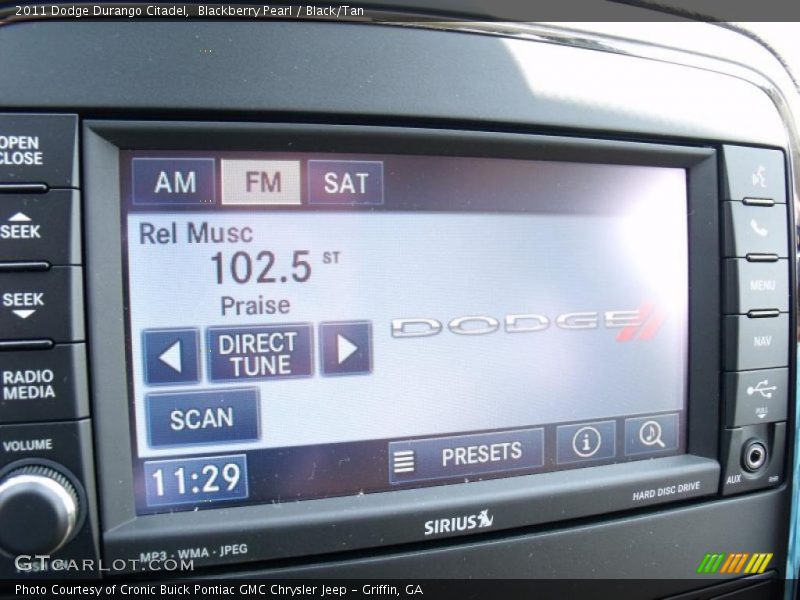 2011 Dodge Durango Citadel, Blackberry Pearl / Black/Tan
OPEN
CLOSE
SEEK
SEEK
RADIO
MEDIA
VOLUME
AM FM SAT
Rel Musc
102.5 ST
Praise
DIRECT
TUNE
SCAN
DODGE
11:29
PRESETS
MENU
NAV
PULL
AUX
SIRIUS
HARD DISC DRIVE
MP3 · WMA · JPEG
GTCARLOT.COM
Photo Courtesy of Cronic Buick Pontiac GMC Chrysler Jeep - Griffin, GA